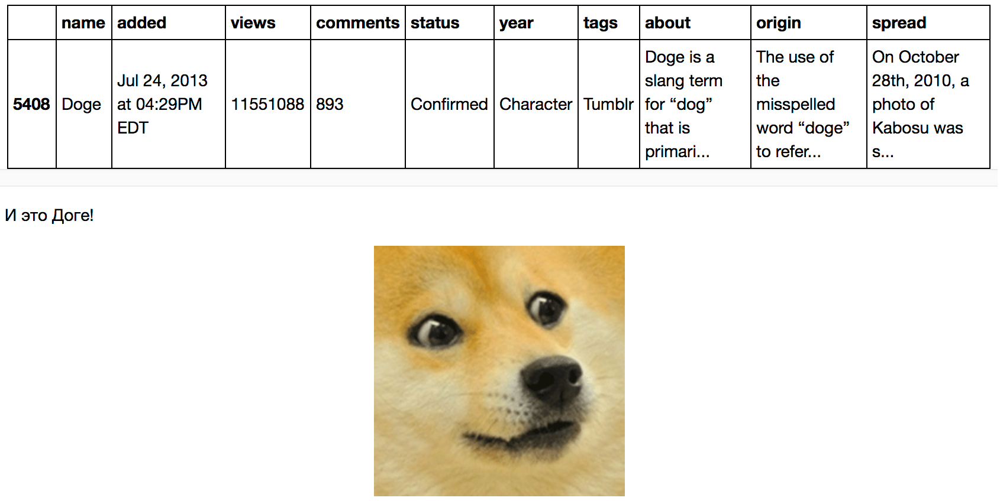 name added views comments status year tags about origin spread
5408 Doge Jul 24, 2013 at 04:29PM EDT 11551088 893 Confirmed Character Tumblr Doge is a slang term for “dog” that is primari... The use of the misspelled word “doge” to refer... On October 28th, 2010, a photo of Kabosu was s...
И это Доге!